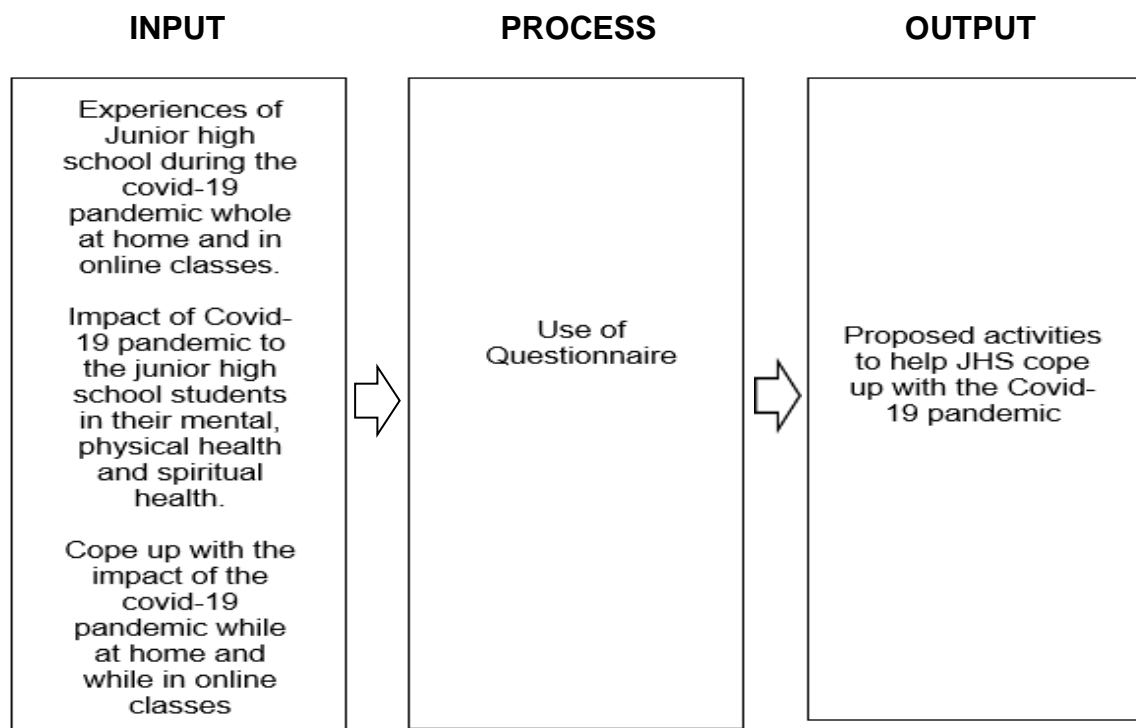 INPUT
PROCESS
OUTPUT
Experiences of
Junior high
school during the
covid-19
pandemic whole
at home and in
online classes.
Impact of Covid-
19 pandemic to
the junior high
school students
in their mental,
physical health
and spiritual
health.
Cope up with the
impact of the
covid-19
pandemic while
at home and
while in online
classes
Use of
Questionnaire
Proposed activities
to help JHS cope
up with the Covid-
19 pandemic